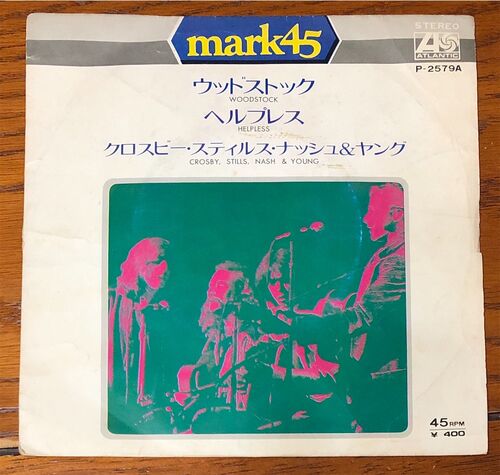 mark45
STEREO
ATLANTIC
P-2579A
ウッドストック
WOODSTOCK
ヘルプレス
HELPLESS
クロスビー・スティルス・ナッシュ&ヤング
CROSBY, STILLS, NASH & YOUNG
45 RPM
¥ 400